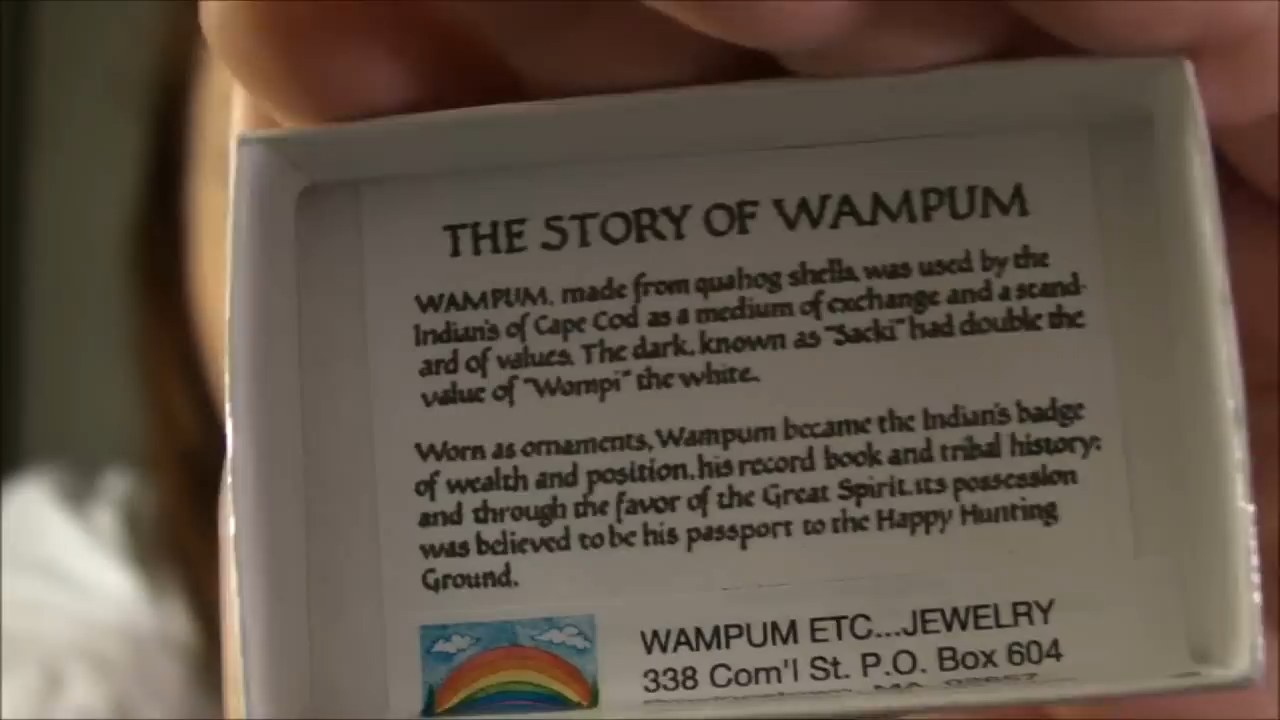 THE STORY OF WAMPUM
WAMPUM, made from quahog shells, was used by the
Indian's of Cape Cod as a medium of exchange and a stand-
ard of values. The dark, known as "Sacki" had double the
value of "Wompi" the white.
Worn as ornaments, Wampum became the Indian's badge
of wealth and position, his record book and tribal history;
and through the favor of the Great Spirit, its possession
was believed to be his passport to the Happy Hunting
Ground.
WAMPUM ETC...JEWELRY
338 Com'l St. P.O. Box 604
MA